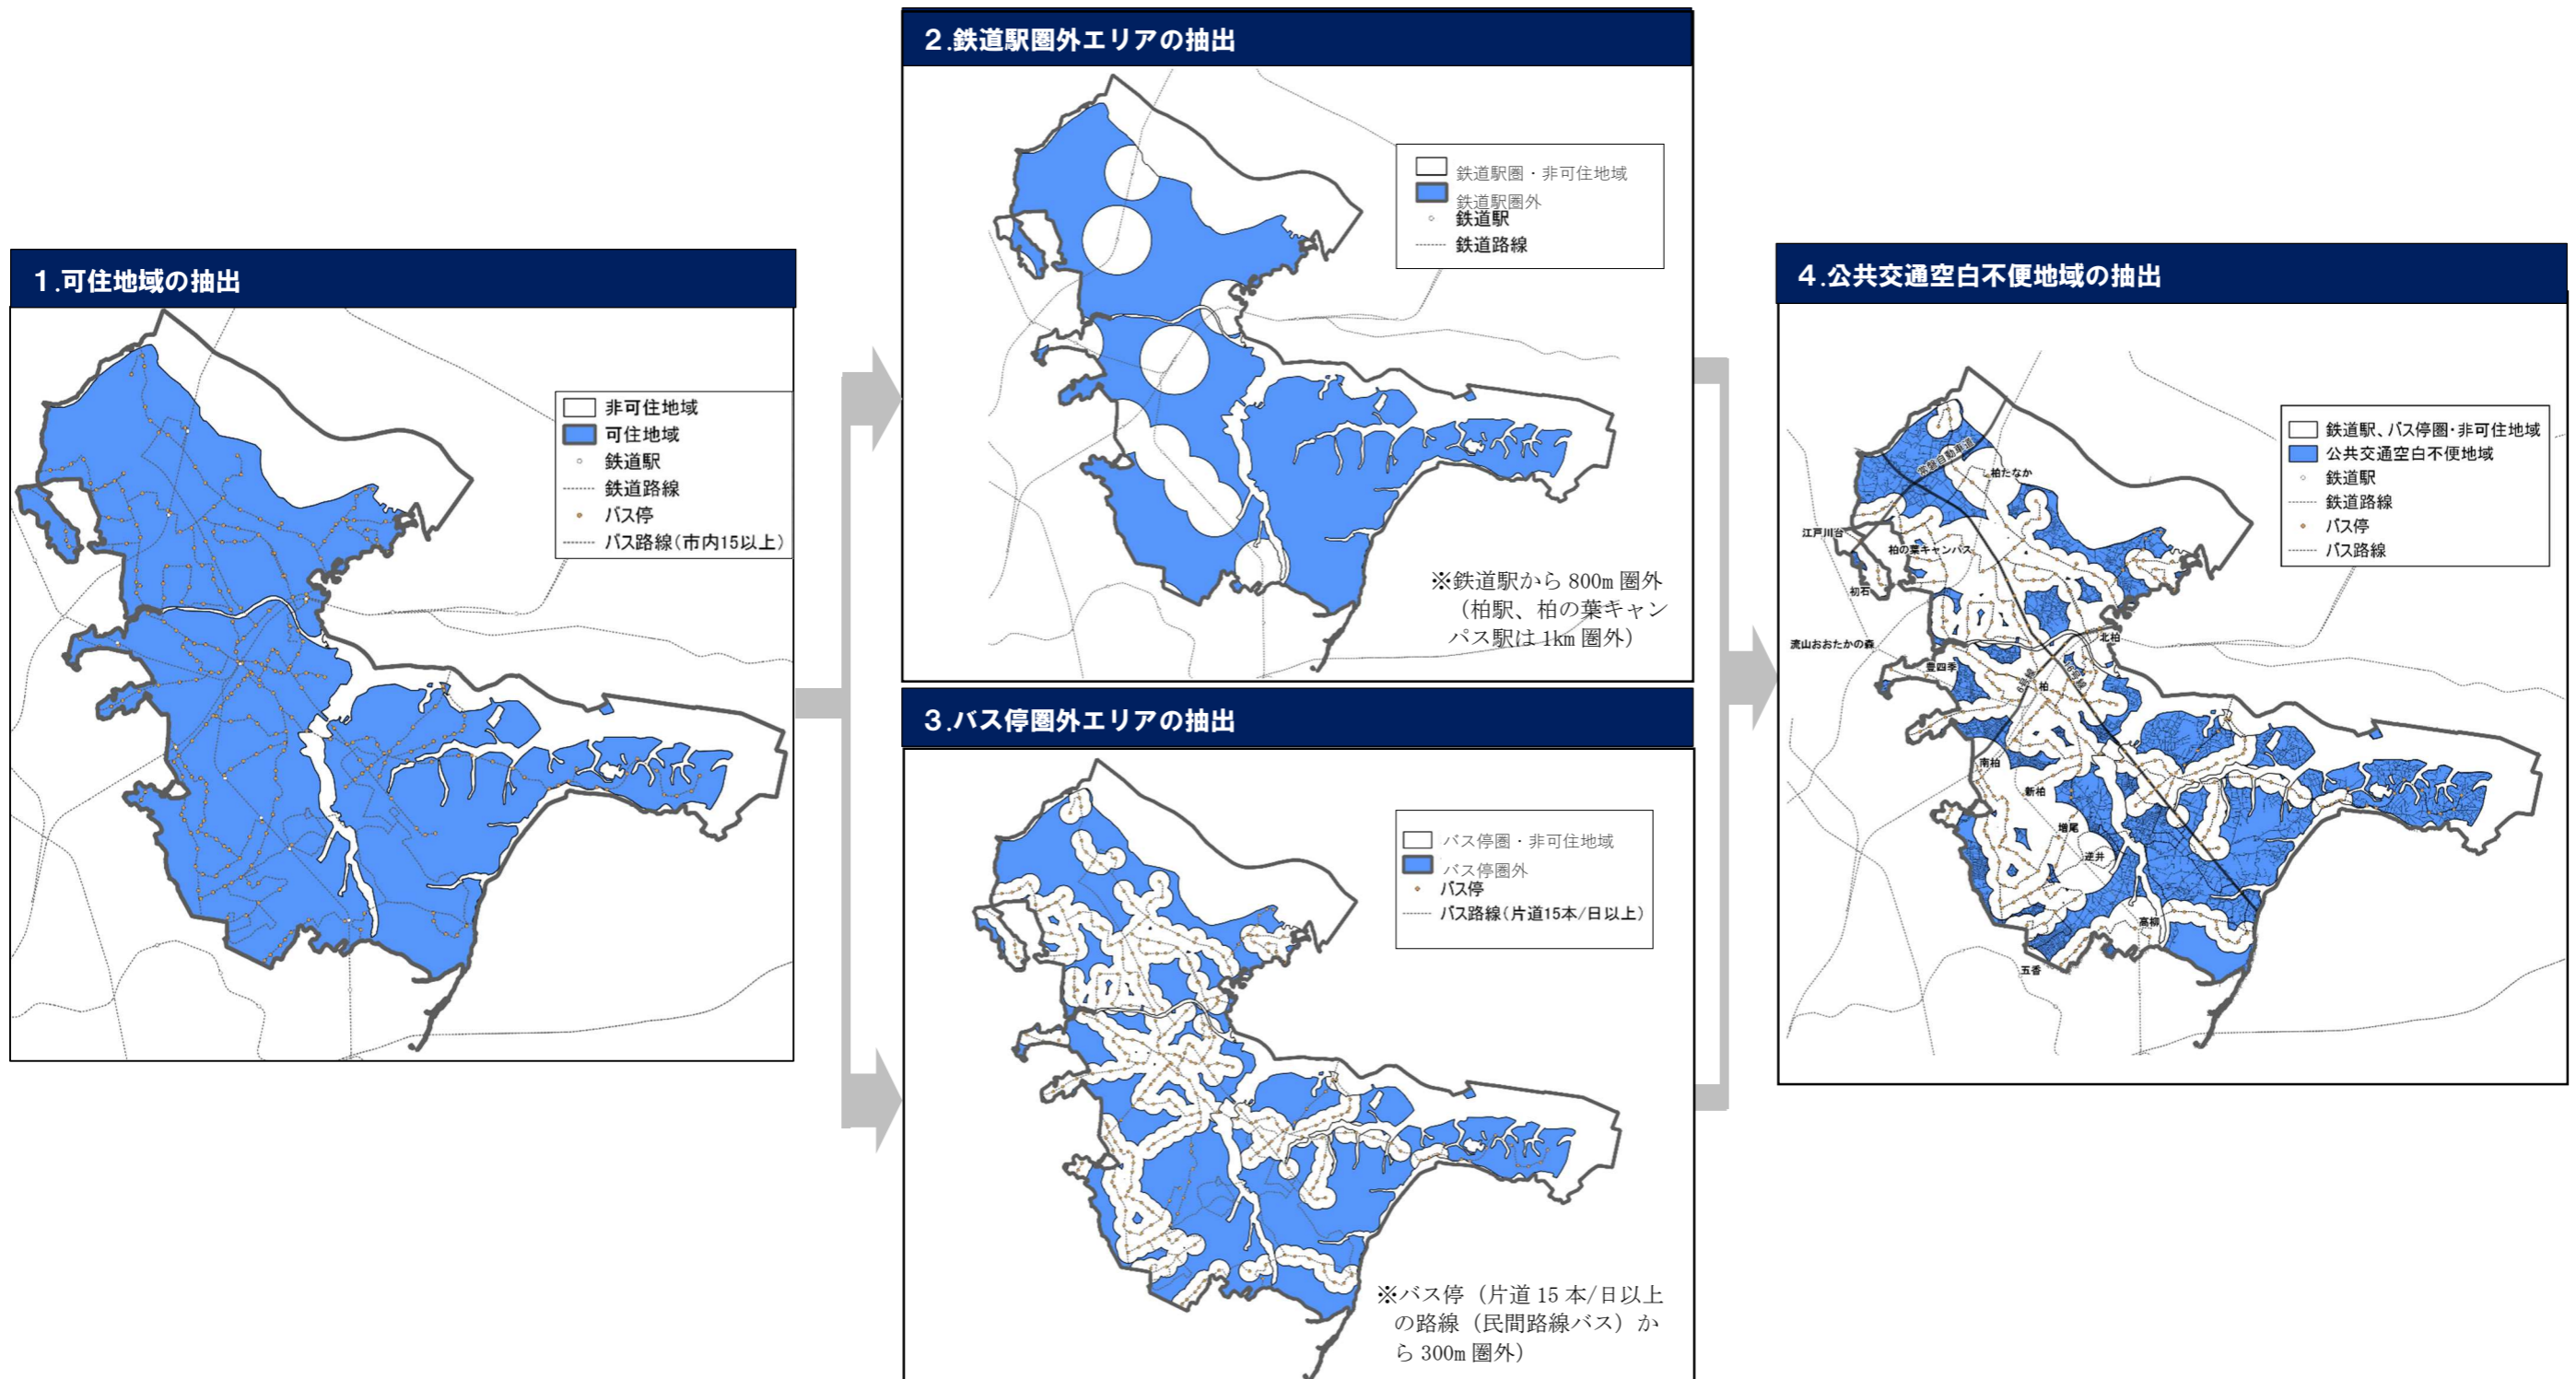 1.可住地域の抽出
非可住地域
可住地域
鉄道駅
鉄道路線
バス停
バス路線(市内15以上)
2.鉄道駅圏外エリアの抽出
鉄道駅圏・非可住地域
鉄道駅圏外
鉄道駅
鉄道路線
※鉄道駅から 800m 圏外
（柏駅、柏の葉キャン
パス駅は 1km 圏外）
3.バス停圏外エリアの抽出
バス停圏・非可住地域
バス停圏外
バス停
バス路線(片道15本/日以上)
※バス停（片道 15 本/日以上
の路線（民間路線バス）か
ら 300m 圏外）
4.公共交通空白不便地域の抽出
鉄道駅、バス停圏・非可住地域
公共交通空白不便地域
鉄道駅
鉄道路線
バス停
バス路線
常磐自動車道
柏たなか
江戸川台
柏の葉キャンパス
初石
流山おおたかの森
北柏
豊四季
6号線
16号線
柏
南柏
新柏
増尾
逆井
高柳
五香